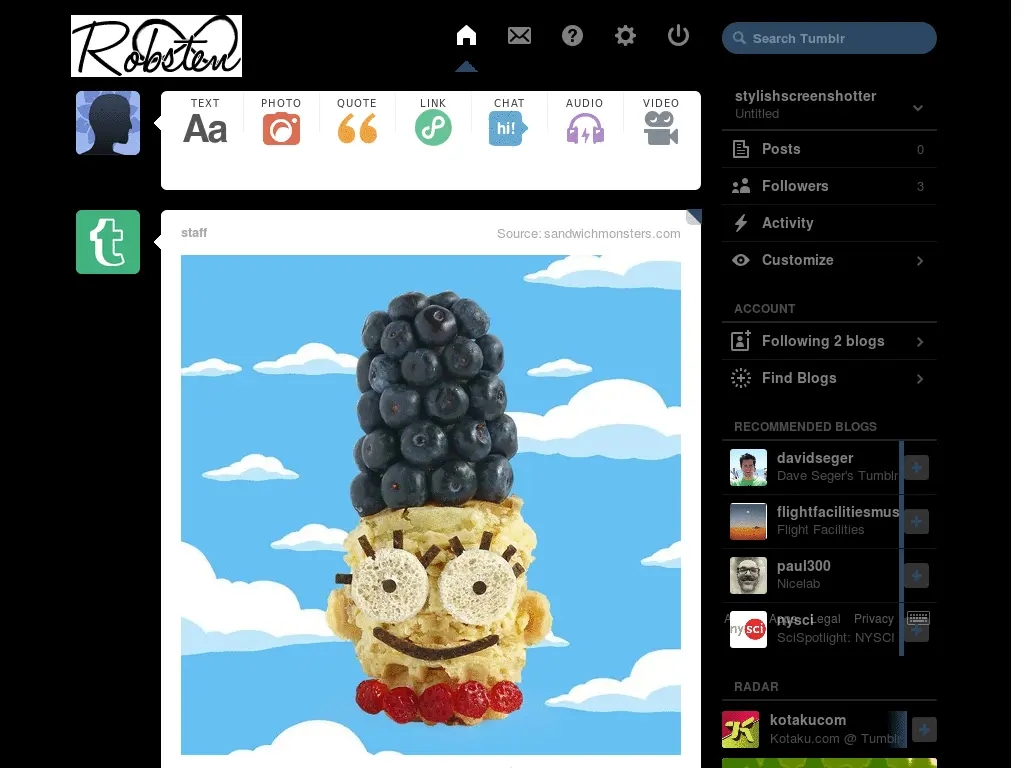 Robsten
Search Tumblr
TEXT
PHOTO
QUOTE
LINK
CHAT
AUDIO
VIDEO
Aa
hi!
stylishscreenshotter
Untitled
Posts 0
Followers 3
Activity
Customize
staff
Source: sandwichmonsters.com
ACCOUNT
Following 2 blogs
Find Blogs
RECOMMENDED BLOGS
davidseger
Dave Seger's Tumblr
flightfacilitiesmus
Flight Facilities
paul300
Nicelab
nysci
Legal Privacy
nysci
SciSpotlight: NYSCI
RADAR
kotakucom
Kotaku.com @ Tumblr